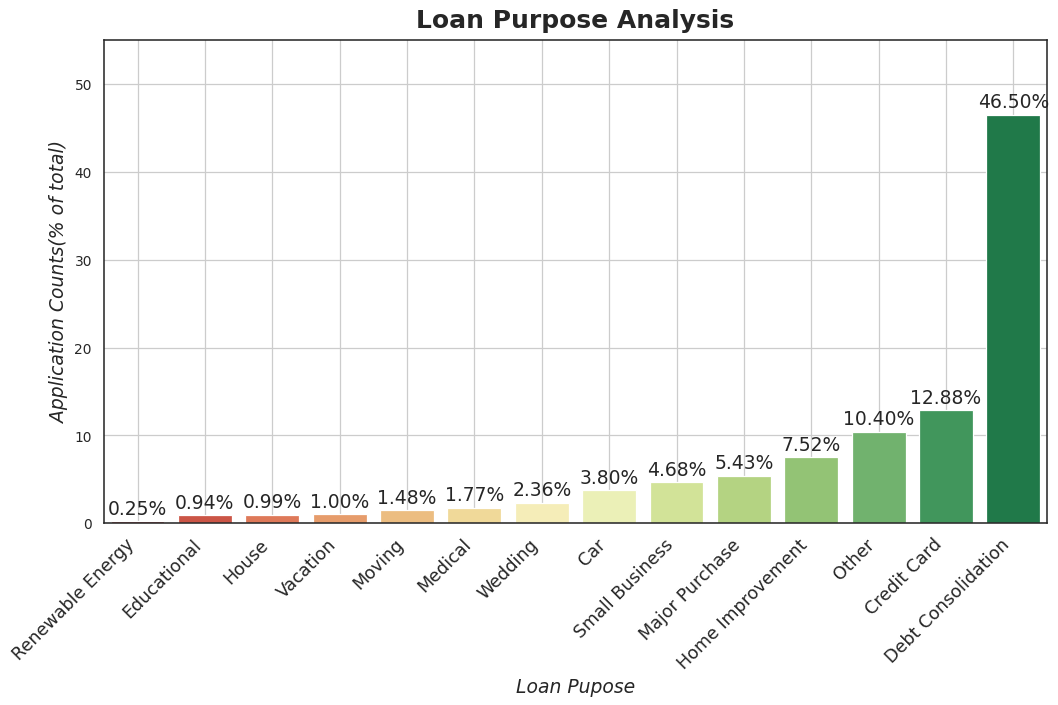 Loan Purpose Analysis
Application Counts(% of total)
50
40
30
20
10
0
0.25%
0.94%
0.99%
1.00%
1.48%
1.77%
2.36%
3.80%
4.68%
5.43%
7.52%
10.40%
12.88%
46.50%
Renewable Energy
Educational
House
Vacation
Moving
Medical
Wedding
Car
Small Business
Major Purchase
Home Improvement
Other
Credit Card
Debt Consolidation
Loan Pupose